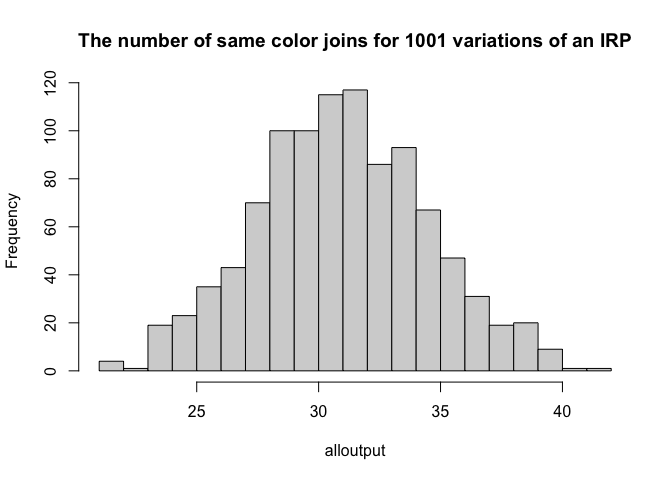 The number of same color joins for 1001 variations of an IRP
120
100
80
60
40
20
0
Frequency
25 30 35 40
alloutput